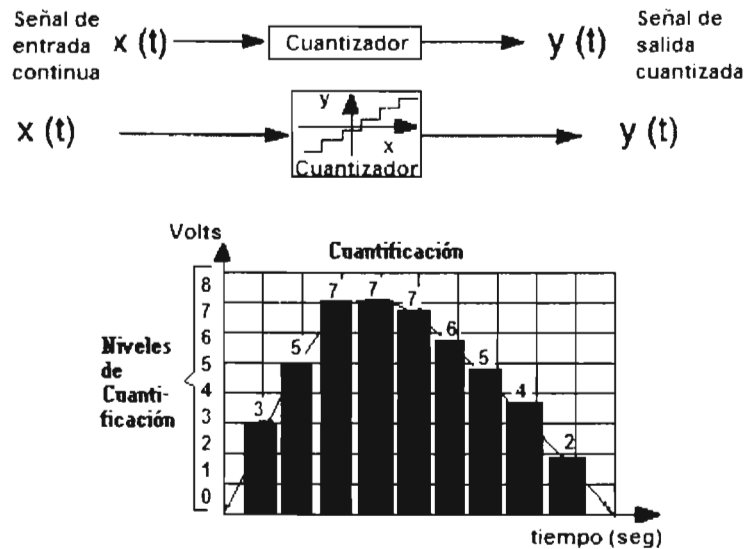 Señal de
entrada
continua
x (t)
Cuantizador
y (t)
Señal de
salida
cuantizada
x (t)
y
x
Cuantizador
y (t)
Volts
Cuantificación
Niveles
de
Cuanti-
ficación
8
7
6
5
4
3
2
1
0
3
5
7
7
7
6
5
4
2
tiempo (seg)